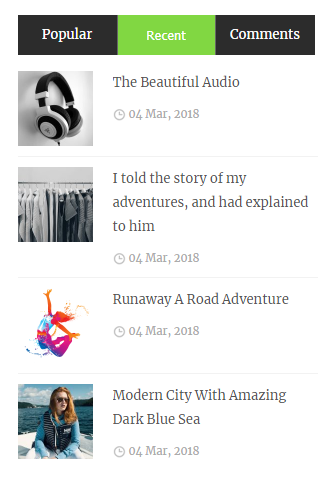 Popular Recent Comments
The Beautiful Audio
04 Mar, 2018
I told the story of my
adventures, and had explained
to him
04 Mar, 2018
Runaway A Road Adventure
04 Mar, 2018
Modern City With Amazing
Dark Blue Sea
04 Mar, 2018